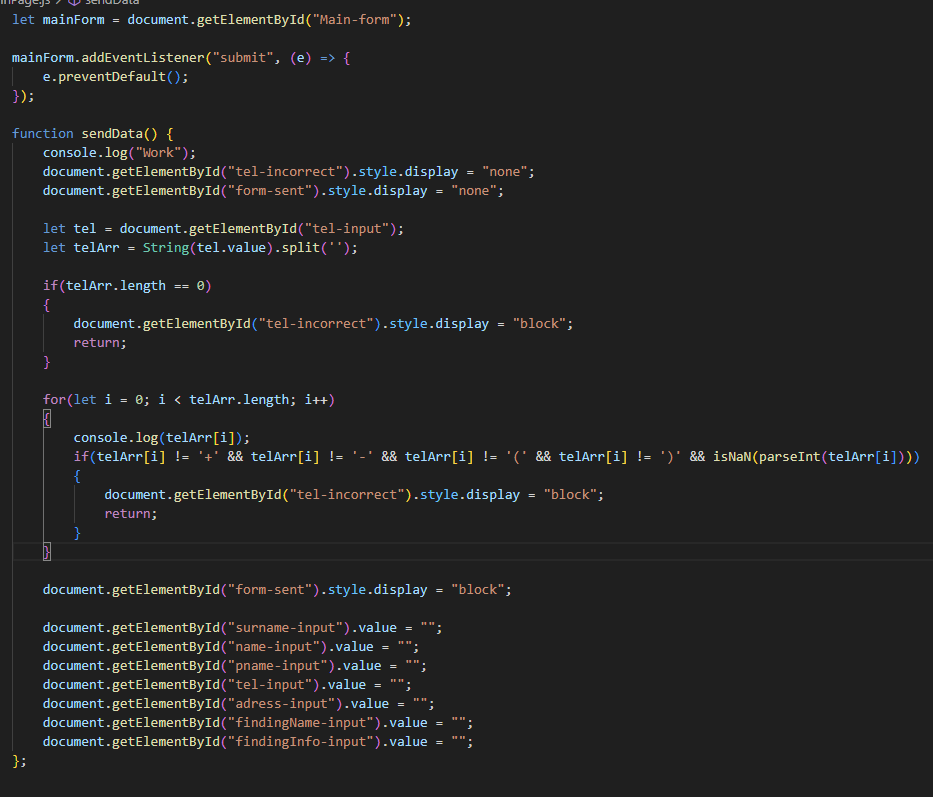 inPage.js > sendData
let mainForm = document.getElementById("Main-form");

mainForm.addEventListener("submit", (e) => {
    e.preventDefault();
});

function sendData() {
    console.log("Work");
    document.getElementById("tel-incorrect").style.display = "none";
    document.getElementById("form-sent").style.display = "none";

    let tel = document.getElementById("tel-input");
    let telArr = String(tel.value).split('');

    if(telArr.length == 0)
    {
        document.getElementById("tel-incorrect").style.display = "block";
        return;
    }

    for(let i = 0; i < telArr.length; i++)
    {
        console.log(telArr[i]);
        if(telArr[i] != '+' && telArr[i] != '-' && telArr[i] != '(' && telArr[i] != ')' && isNaN(parseInt(telArr[i])))
        {
            document.getElementById("tel-incorrect").style.display = "block";
            return;
        }
    }

    document.getElementById("form-sent").style.display = "block";

    document.getElementById("surname-input").value = "";
    document.getElementById("name-input").value = "";
    document.getElementById("pname-input").value = "";
    document.getElementById("tel-input").value = "";
    document.getElementById("adress-input").value = "";
    document.getElementById("findingName-input").value = "";
    document.getElementById("findingInfo-input").value = "";
};